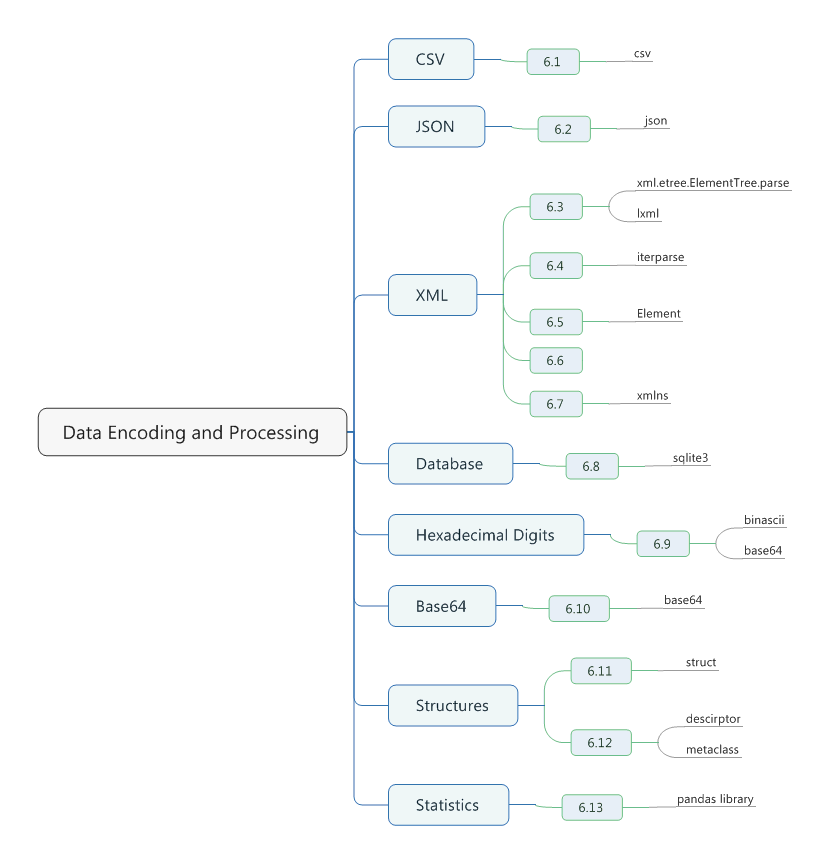 Data Encoding and Processing
CSV
6.1
csv
JSON
6.2
json
XML
6.3
xml.etree.ElementTree.parse
lxml
6.4
iterparse
6.5
Element
6.6
6.7
xmlns
Database
6.8
sqlite3
Hexadecimal Digits
6.9
binascii
base64
Base64
6.10
base64
Structures
6.11
struct
6.12
descirptor
metaclass
Statistics
6.13
pandas library